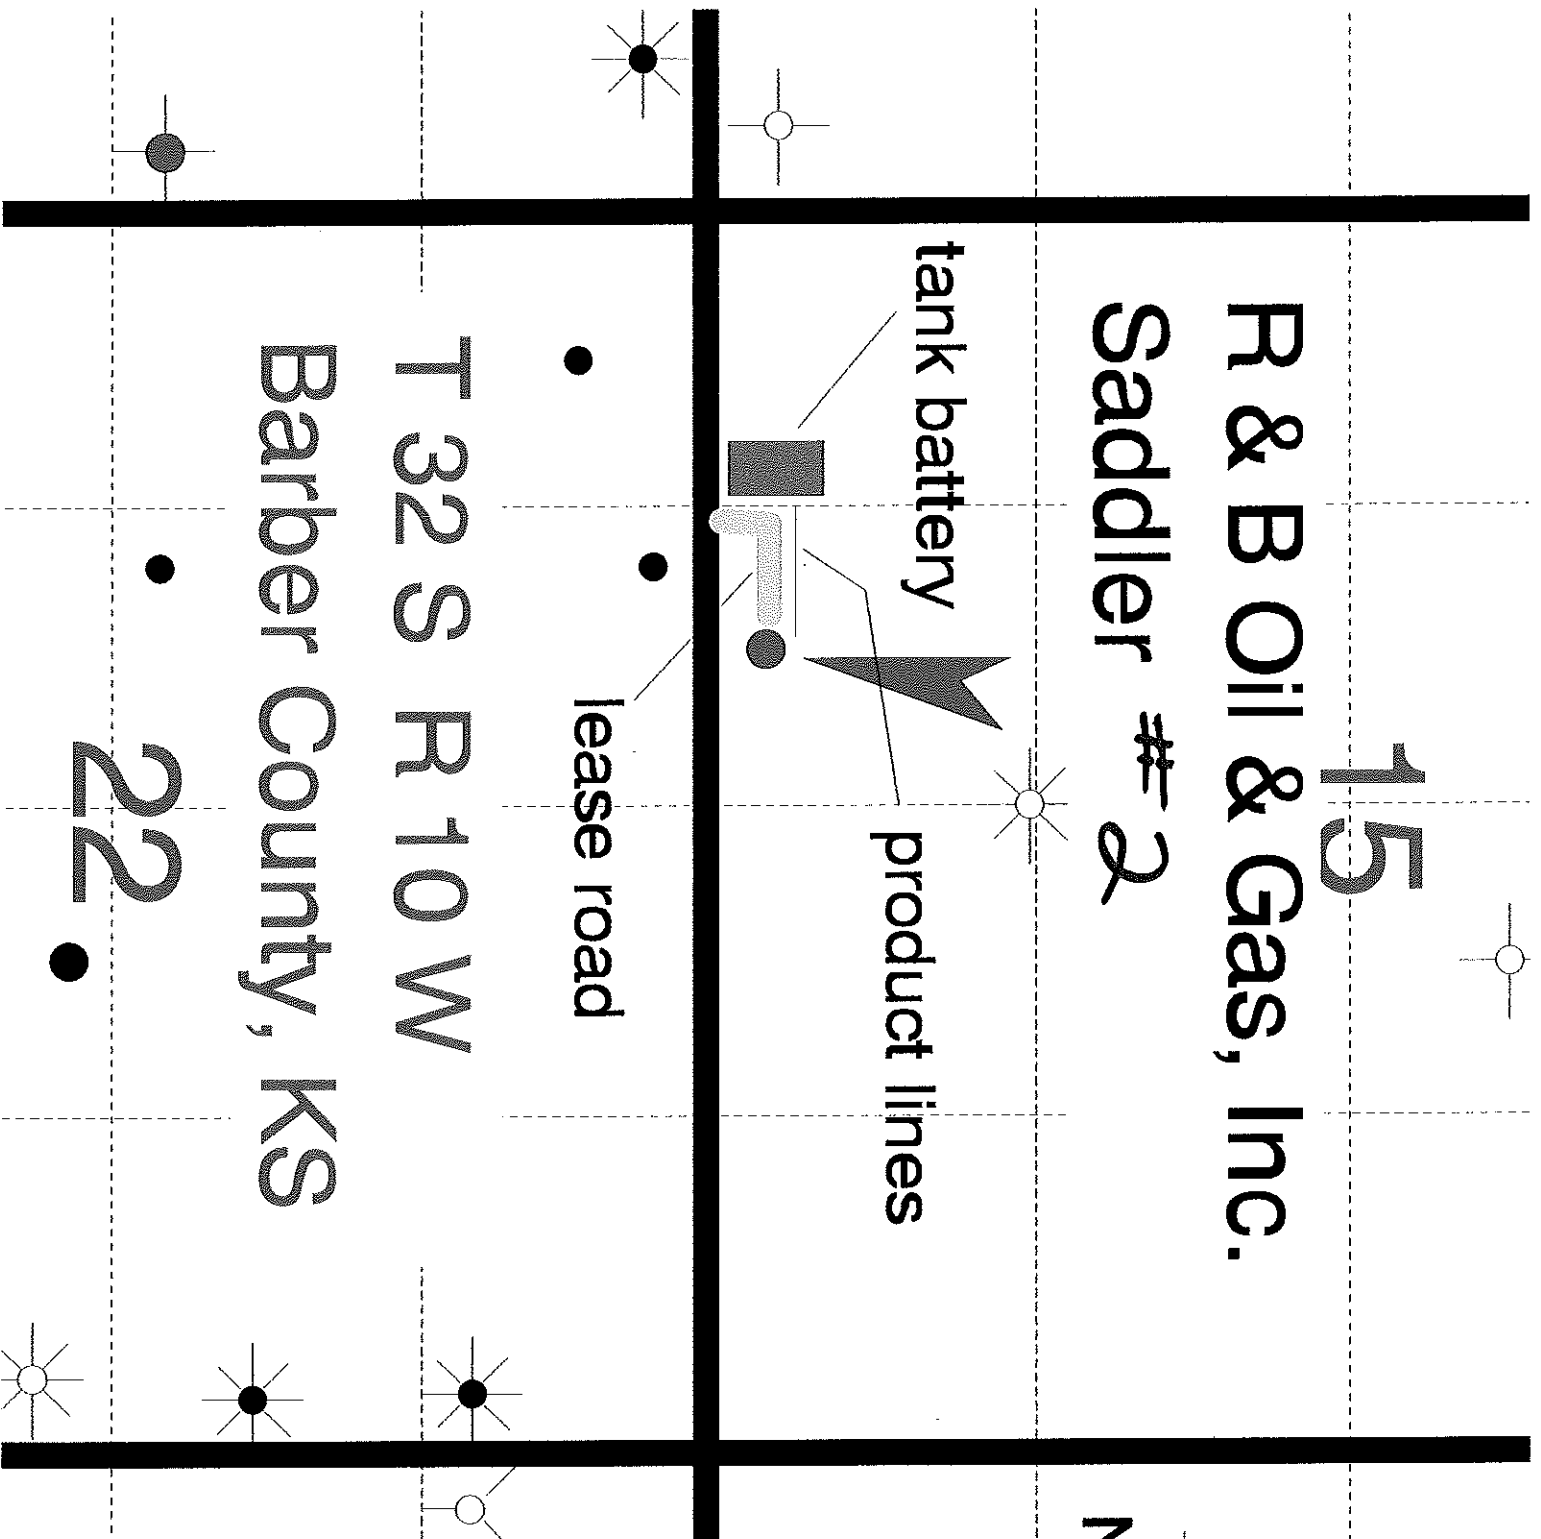 15
R & B Oil & Gas, Inc.
Saddler #2
tank battery
product lines
lease road
T 32 S R 10 W
Barber County, KS
22